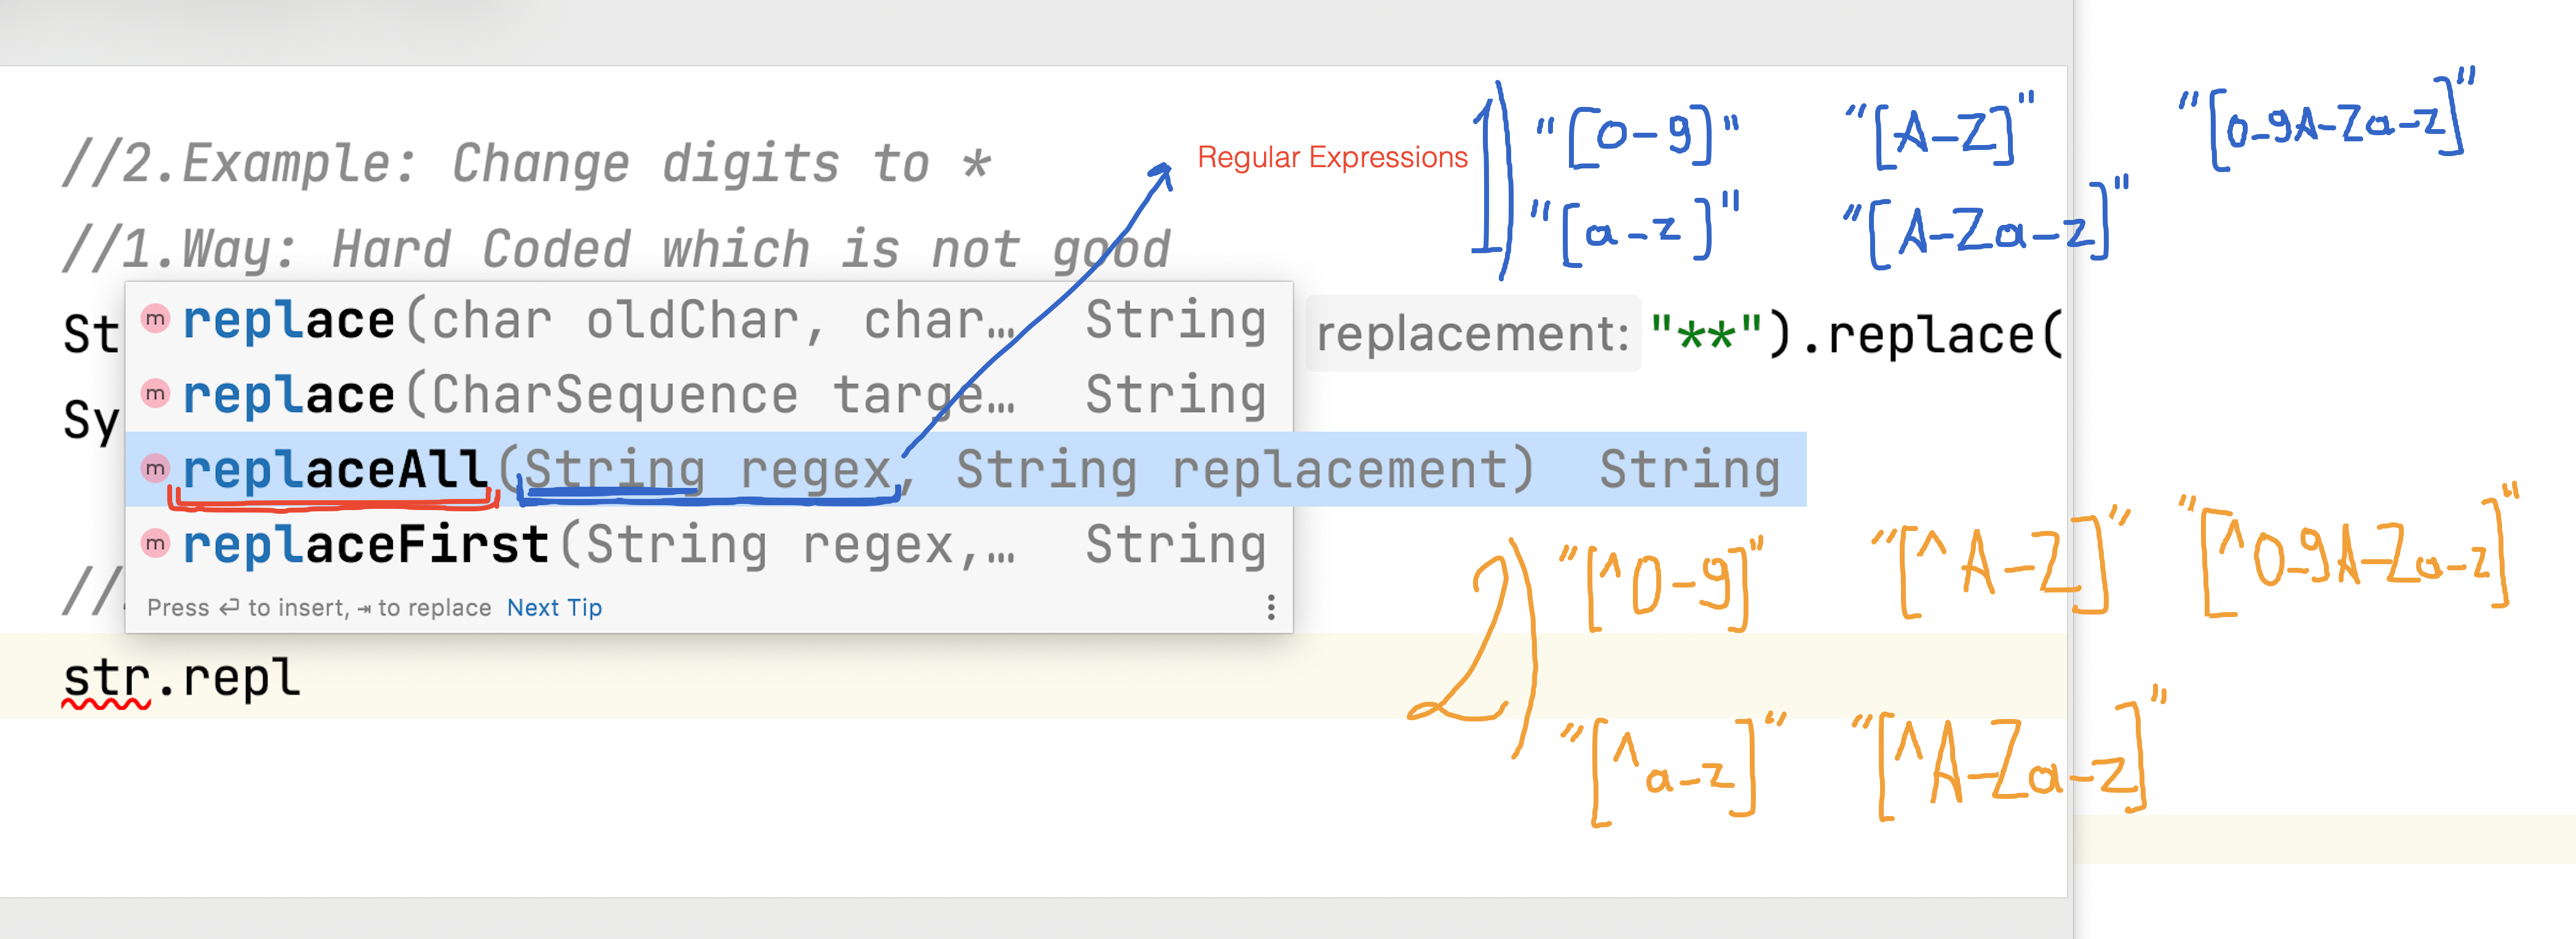 //2.Example: Change digits to *
//1.Way: Hard Coded which is not good
St
replacement: "**").replace(
Sy
replace(char oldChar, char… String
replace(CharSequence targe… String
replaceAll(String regex, String replacement) String
replaceFirst(String regex,… String
Press ⏎ to insert, ⇥ to replace Next Tip
//
str.repl
Regular Expressions
1) "[0-9]" "[A-Z]" "[0-9A-Za-z]"
"[a-z]" "[A-Za-z]"
2) "[^0-9]" "[^A-Z]" "[^0-9A-Za-z]"
"[^a-z]" "[^A-Za-z]"